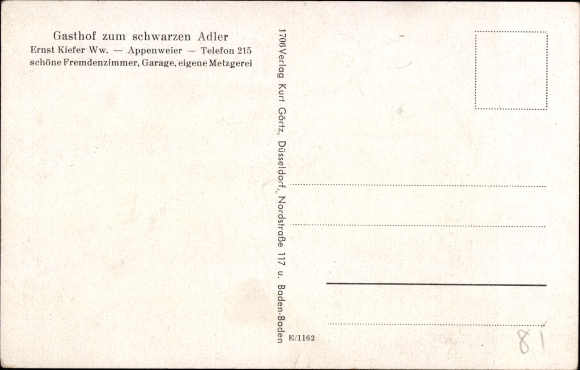 Gasthof zum schwarzen Adler
Ernst Kiefer Ww. — Appenweier — Telefon 215
schöne Fremdenzimmer, Garage, eigene Metzgerei
1706 Verlag Kurt Görtz, Düsseldorf, Nordstraße 117 u. Baden-Baden
E/1162
81